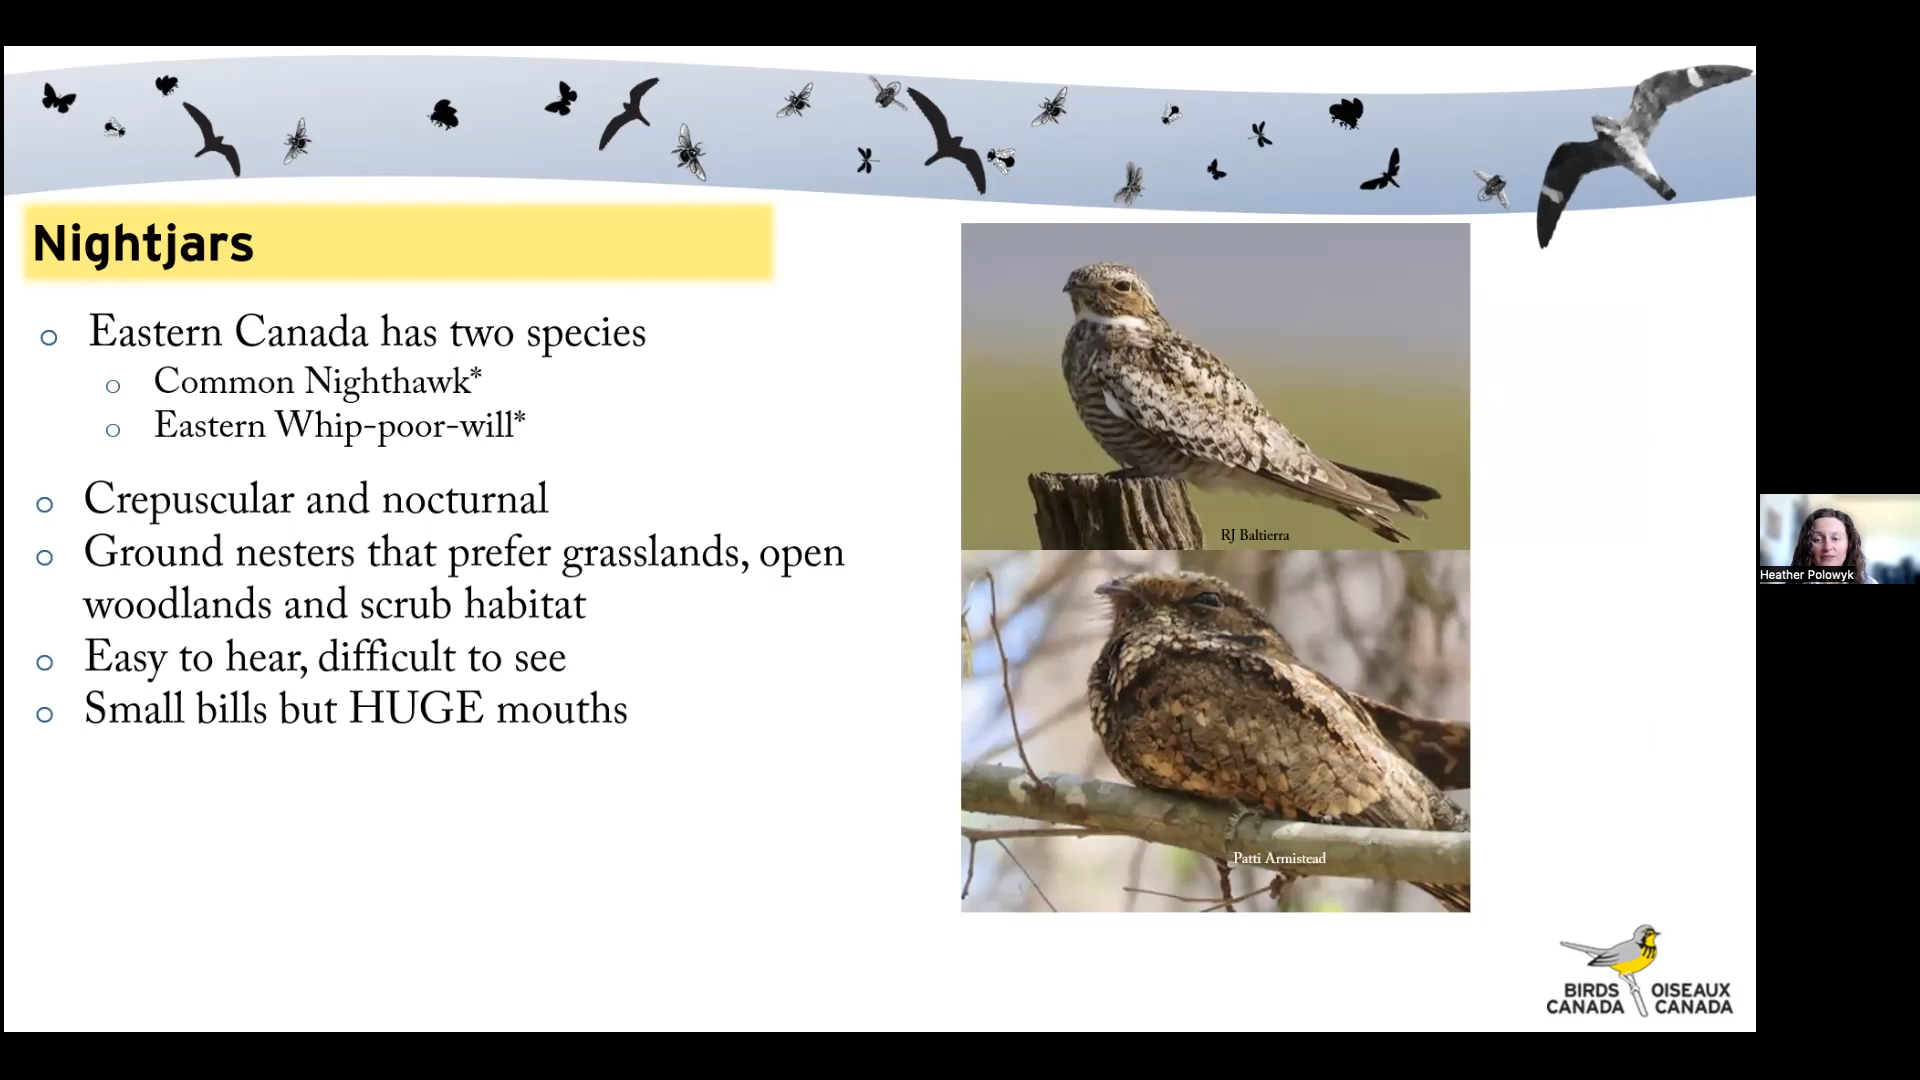 Nightjars
Eastern Canada has two species
Common Nighthawk*
Eastern Whip-poor-will*
Crepuscular and nocturnal
Ground nesters that prefer grasslands, open
woodlands and scrub habitat
Easy to hear, difficult to see
Small bills but HUGE mouths
RJ Baltierra
Patti Armistead
Heather Polowyk
BIRDS OISEAUX
CANADA CANADA